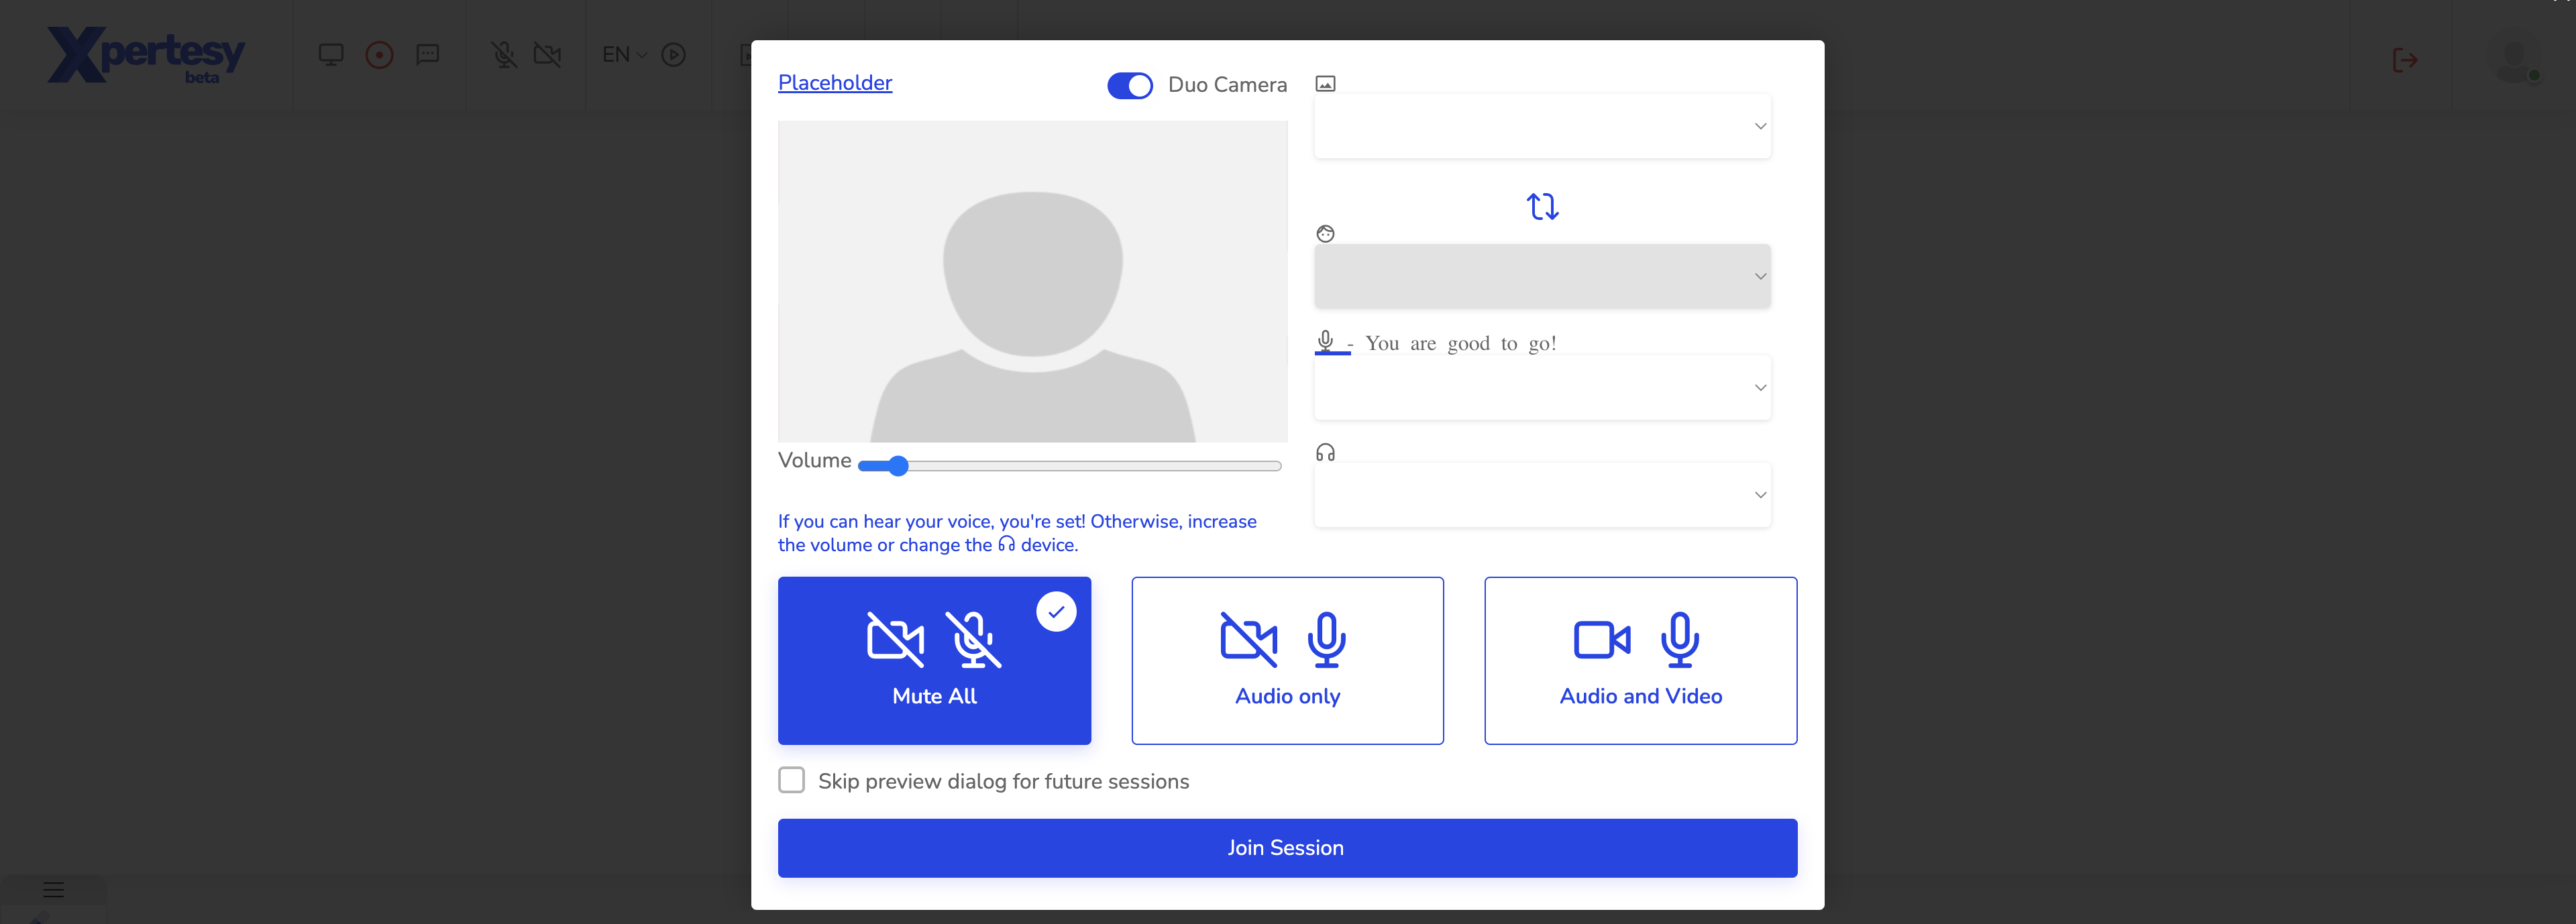 Xpertesy
beta
EN
Placeholder
Duo Camera
- You are good to go!
Volume
If you can hear your voice, you're set! Otherwise, increase
the volume or change the device.
Mute All
Audio only
Audio and Video
Skip preview dialog for future sessions
Join Session